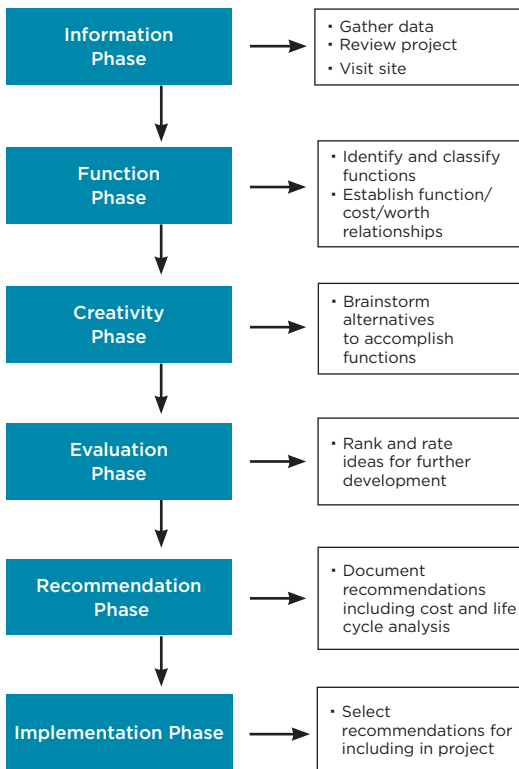 Information
Phase
▪ Gather data
▪ Review project
▪ Visit site
Function
Phase
▪ Identify and classify
functions
▪ Establish function/
cost/worth
relationships
Creativity
Phase
▪ Brainstorm
alternatives
to accomplish
functions
Evaluation
Phase
▪ Rank and rate
ideas for further
development
Recommendation
Phase
▪ Document
recommendations
including cost and life
cycle analysis
Implementation Phase
▪ Select
recommendations for
including in project